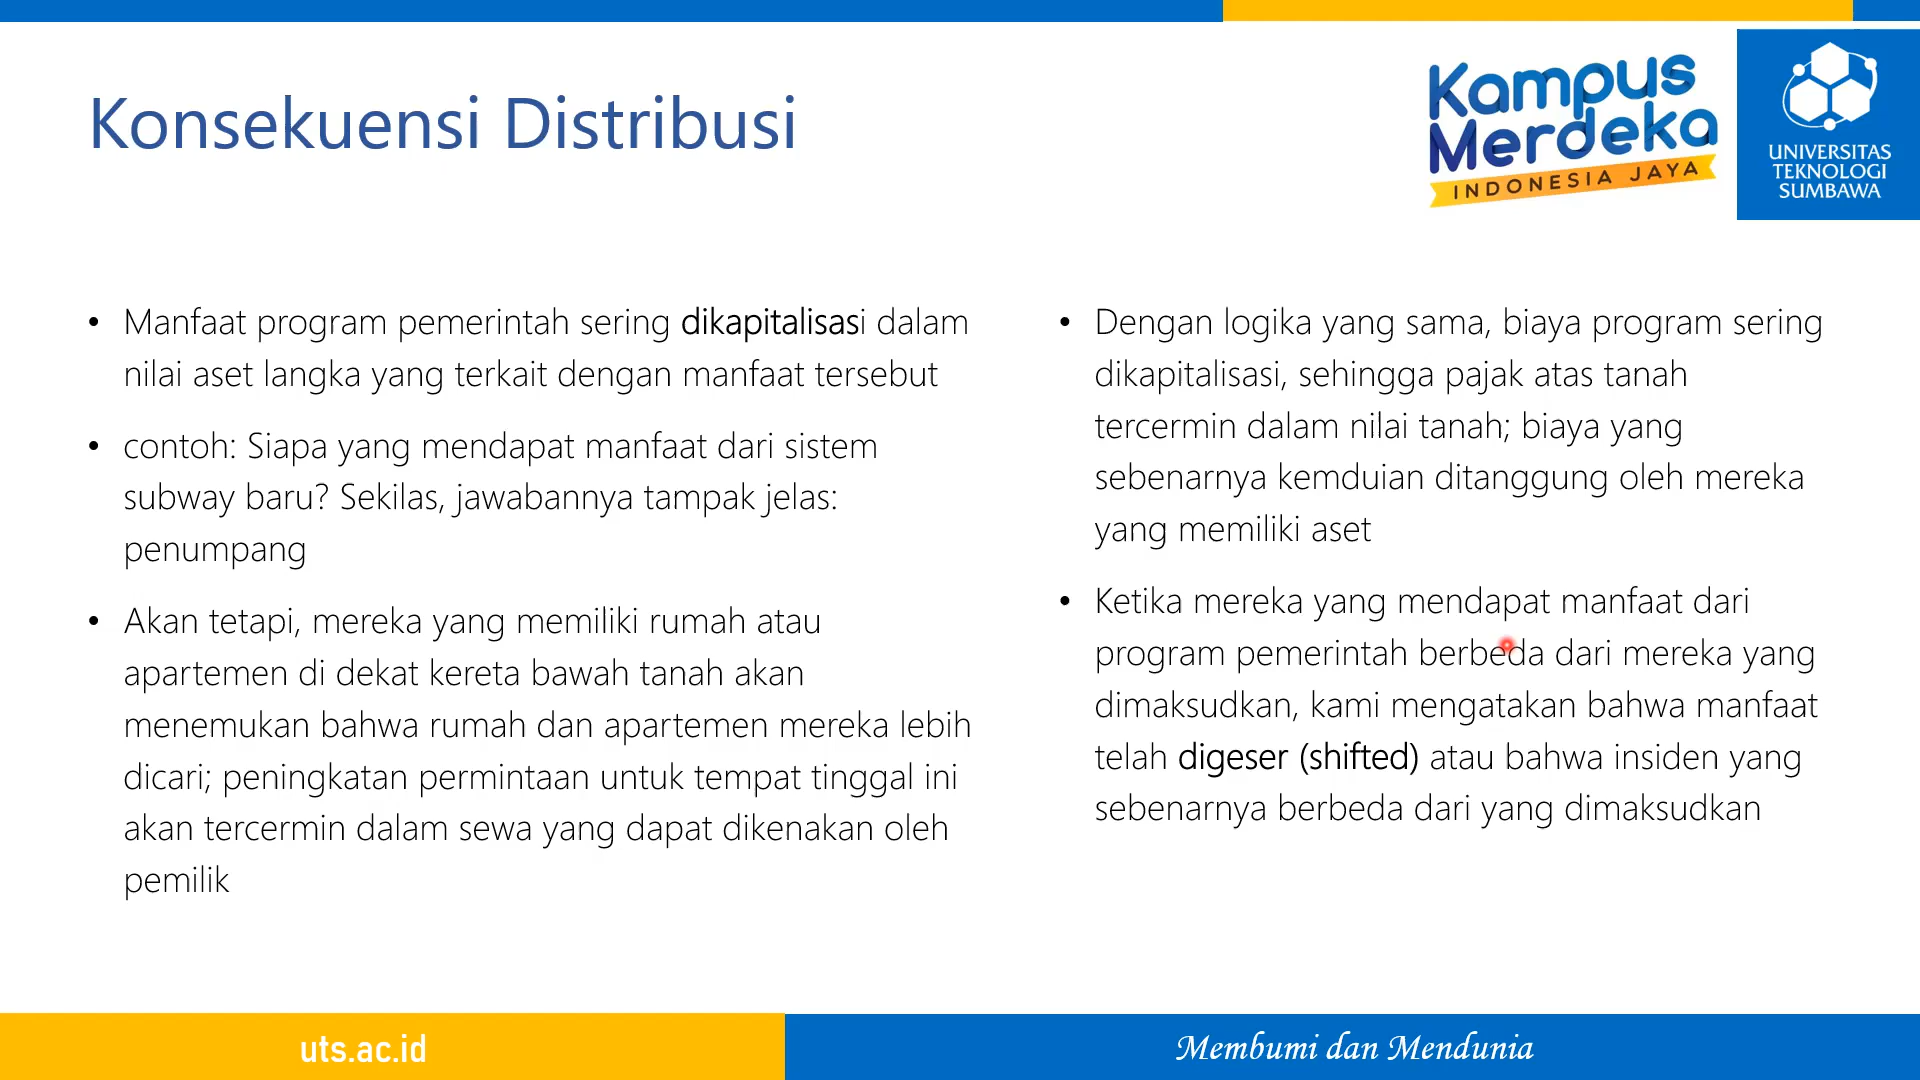 Konsekuensi Distribusi
Kampus
Merdeka
INDONESIA JAYA
UNIVERSITAS
TEKNOLOGI
SUMBAWA
• Manfaat program pemerintah sering dikapitalisasi dalam
nilai aset langka yang terkait dengan manfaat tersebut
• contoh: Siapa yang mendapat manfaat dari sistem
subway baru? Sekilas, jawabannya tampak jelas:
penumpang
• Akan tetapi, mereka yang memiliki rumah atau
apartemen di dekat kereta bawah tanah akan
menemukan bahwa rumah dan apartemen mereka lebih
dicari; peningkatan permintaan untuk tempat tinggal ini
akan tercermin dalam sewa yang dapat dikenakan oleh
pemilik
• Dengan logika yang sama, biaya program sering
dikapitalisasi, sehingga pajak atas tanah
tercermin dalam nilai tanah; biaya yang
sebenarnya kemduian ditanggung oleh mereka
yang memiliki aset
• Ketika mereka yang mendapat manfaat dari
program pemerintah berbeda dari mereka yang
dimaksudkan, kami mengatakan bahwa manfaat
telah digeser (shifted) atau bahwa insiden yang
sebenarnya berbeda dari yang dimaksudkan
uts.ac.id
Membumi dan Mendunia